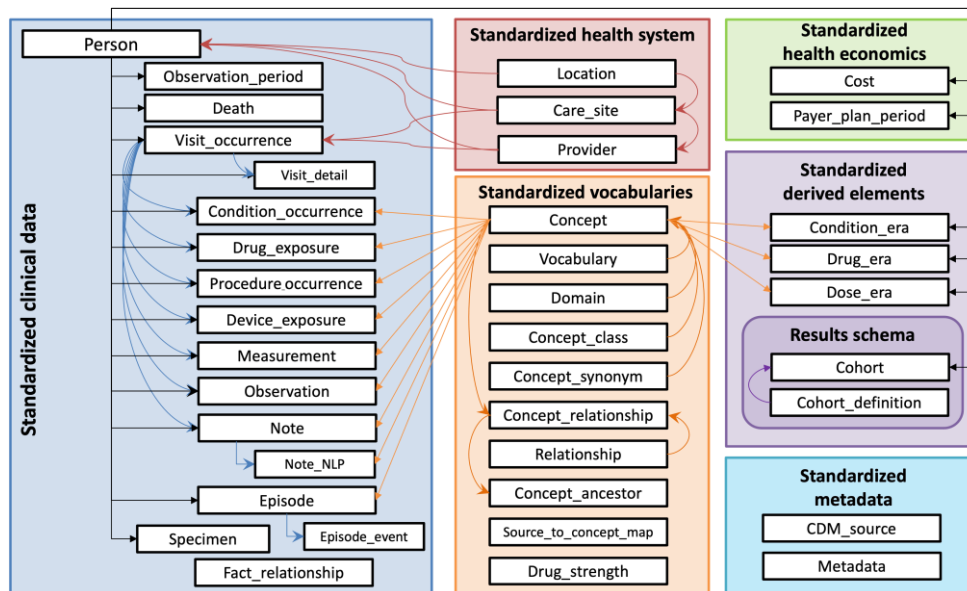 Standardized clinical data
Person
Observation_period
Death
Visit_occurrence
Visit_detail
Condition_occurrence
Drug_exposure
Procedure_occurrence
Device_exposure
Measurement
Observation
Note
Note_NLP
Episode
Episode_event
Specimen
Fact_relationship
Standardized health system
Location
Care_site
Provider
Standardized vocabularies
Concept
Vocabulary
Domain
Concept_class
Concept_synonym
Concept_relationship
Relationship
Concept_ancestor
Source_to_concept_map
Drug_strength
Standardized
health economics
Cost
Payer_plan_period
Standardized
derived elements
Condition_era
Drug_era
Dose_era
Results schema
Cohort
Cohort_definition
Standardized
metadata
CDM_source
Metadata